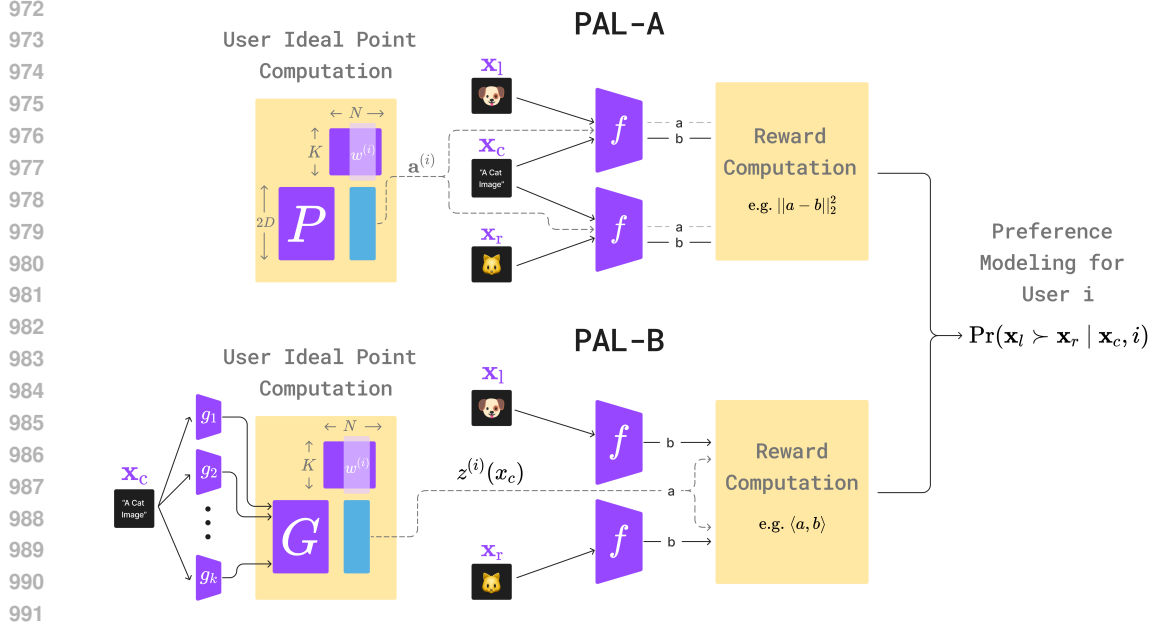 972
973
974
975
976
977
978
979
980
981
982
983
984
985
986
987
988
989
990
991
PAL-A
User Ideal Point
Computation
← N →
↑
K
↓
w^{(i)}
↑
2D
↓
P
a^{(i)}
x_l
x_c
"A Cat
Image"
x_r
f
f
a
b
a
b
Reward
Computation
e.g. ||a − b||_2^2
Preference
Modeling for
User i
Pr(x_l ≻ x_r | x_c, i)
PAL-B
User Ideal Point
Computation
← N →
↑
K
↓
w^{(i)}
x_c
"A Cat
Image"
g_1
g_2
g_k
G
z^{(i)}(x_c)
x_l
x_r
f
f
b
a
b
Reward
Computation
e.g. ⟨a, b⟩